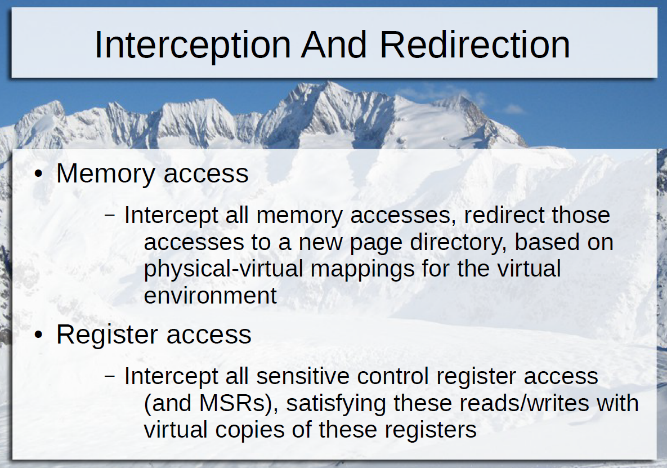 Interception And Redirection
• Memory access
– Intercept all memory accesses, redirect those
accesses to a new page directory, based on
physical-virtual mappings for the virtual
environment
• Register access
– Intercept all sensitive control register access
(and MSRs), satisfying these reads/writes with
virtual copies of these registers